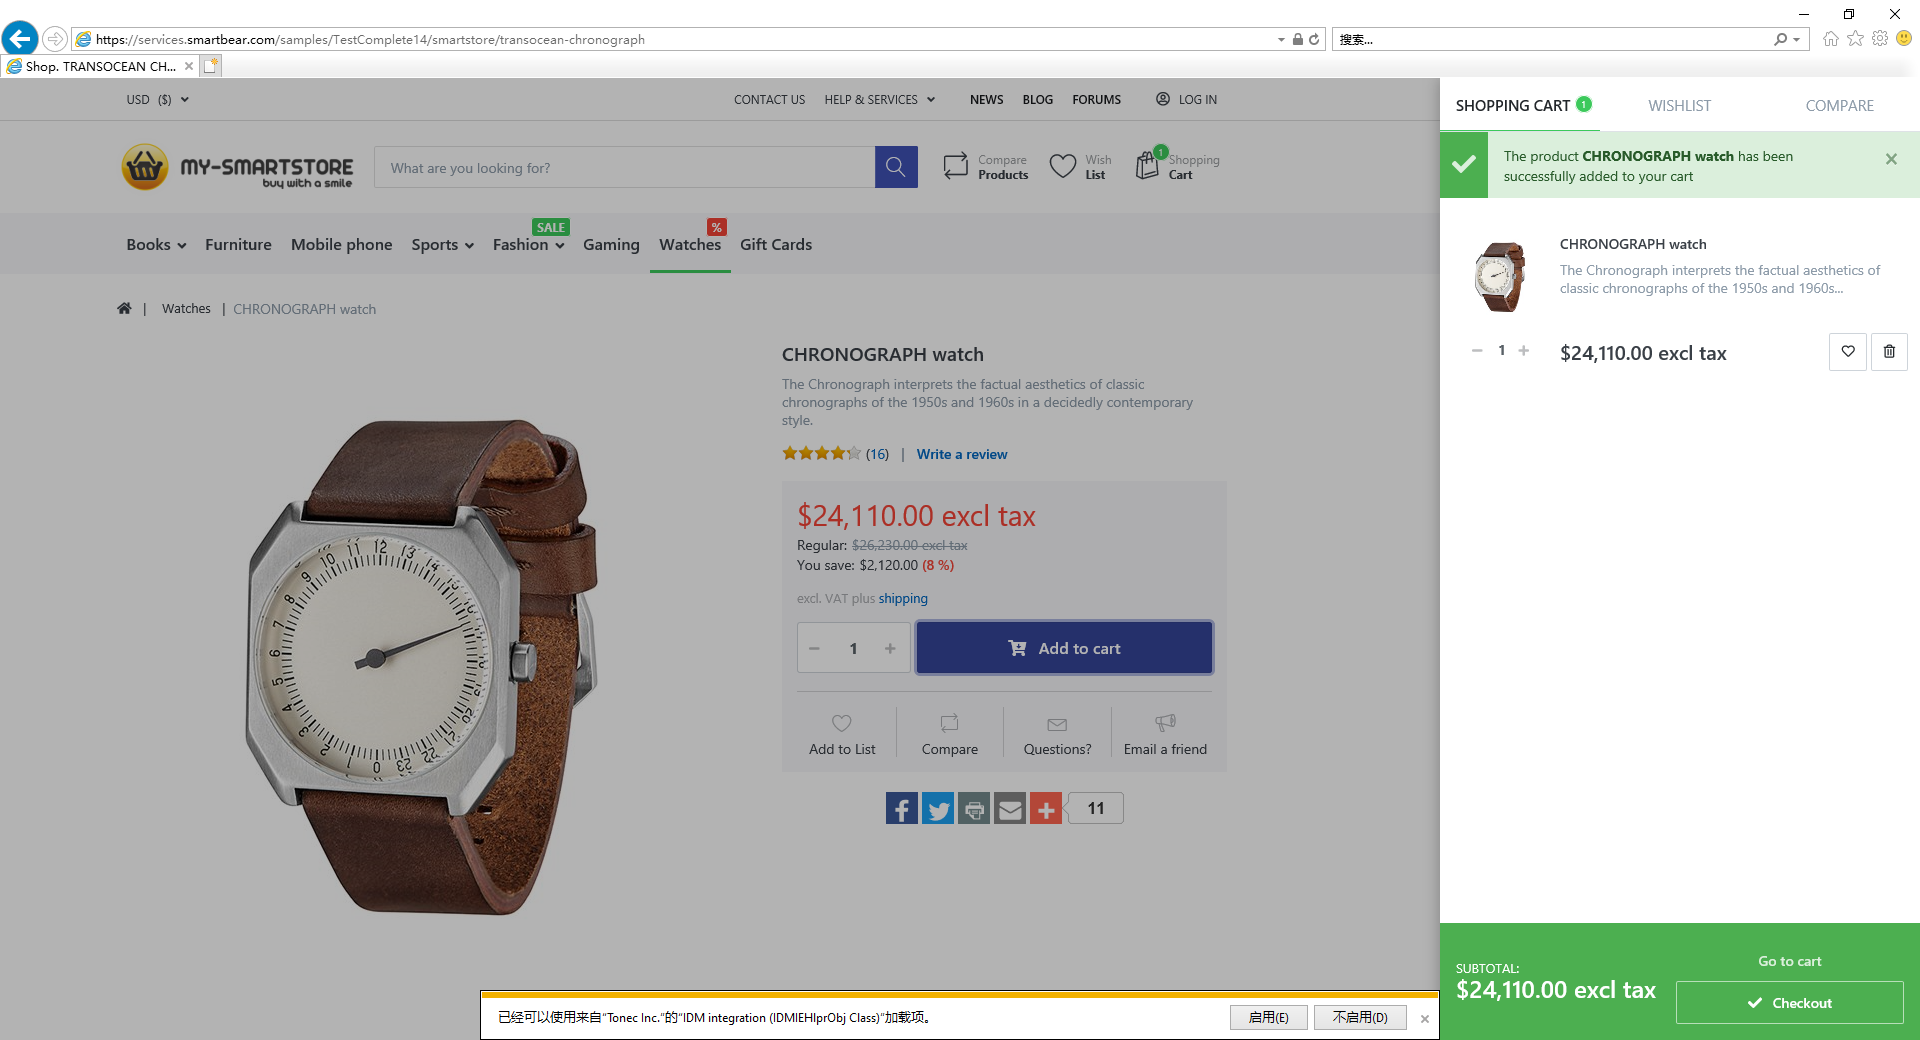 https://services.smartbear.com/samples/TestComplete14/smartstore/transocean-chronograph
搜索...
Shop. TRANSOCEAN CH...
USD ($)
CONTACT US
HELP & SERVICES
NEWS
BLOG
FORUMS
LOG IN
MY-SMARTSTORE
buy with a smile
What are you looking for?
Compare
Products
Wish
List
1
Shopping
Cart
Books
Furniture
Mobile phone
Sports
SALE
Fashion
Gaming
%
Watches
Gift Cards
| Watches | CHRONOGRAPH watch
CHRONOGRAPH watch
The Chronograph interprets the factual aesthetics of classic
chronographs of the 1950s and 1960s in a decidedly contemporary
style.
(16) | Write a review
$24,110.00 excl tax
Regular: $26,230.00 excl tax
You save: $2,120.00 (8 %)
excl. VAT plus shipping
1
Add to cart
Add to List
Compare
Questions?
Email a friend
11
SHOPPING CART 1
WISHLIST
COMPARE
The product CHRONOGRAPH watch has been
successfully added to your cart
CHRONOGRAPH watch
The Chronograph interprets the factual aesthetics of
classic chronographs of the 1950s and 1960s...
1
$24,110.00 excl tax
SUBTOTAL:
$24,110.00 excl tax
Go to cart
Checkout
已经可以使用来自“Tonec Inc.”的“IDM integration (IDMIEHlprObj Class)”加载项。
启用(E)
不启用(D)